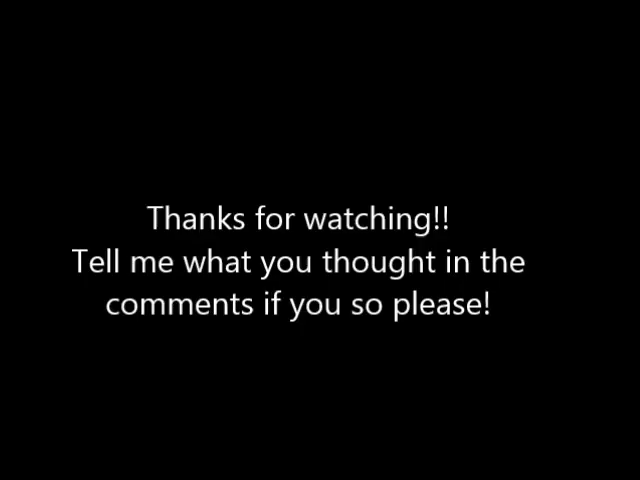 Thanks for watching!!
Tell me what you thought in the
comments if you so please!